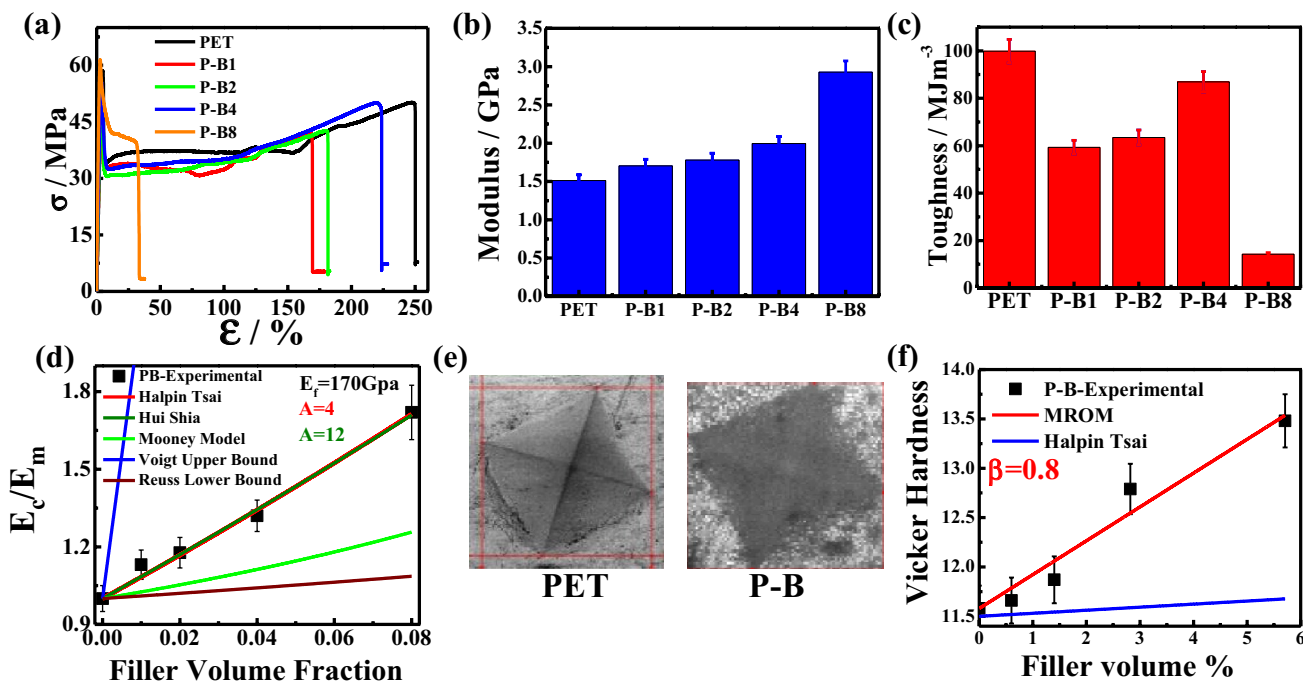 (a)
PET
P-B1
P-B2
P-B4
P-B8
σ / MPa
60
45
30
15
0
0 50 100 150 200 250
ε / %
(b)
Modulus / GPa
3.5
3.0
2.5
2.0
1.5
1.0
0.5
0.0
PET P-B1 P-B2 P-B4 P-B8
(c)
Toughness / MJm-3
100
80
60
40
20
0
PET P-B1 P-B2 P-B4 P-B8
(d)
PB-Experimental
Halpin Tsai
Hui Shia
Mooney Model
Voigt Upper Bound
Reuss Lower Bound
Ef=170Gpa
A=4
A=12
Ec/Em
1.8
1.5
1.2
0.9
0.00 0.02 0.04 0.06 0.08
Filler Volume Fraction
(e)
PET P-B
(f)
P-B-Experimental
MROM
Halpin Tsai
β=0.8
Vicker Hardness
14.0
13.5
13.0
12.5
12.0
11.5
0 1 2 3 4 5 6
Filler volume %